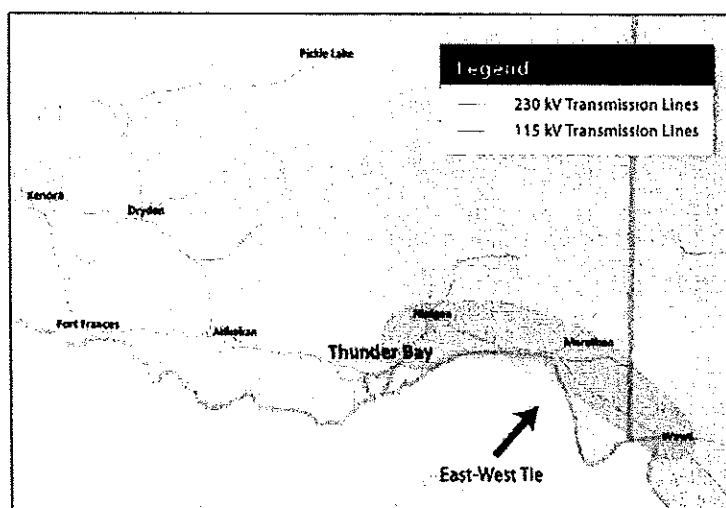 Pickle Lake
Legend
230 kV Transmission Lines
115 kV Transmission Lines
Kenora
Dryden
Fort Frances
Atikokan
Nipigon
Marathon
Thunder Bay
Wawa
East-West Tie